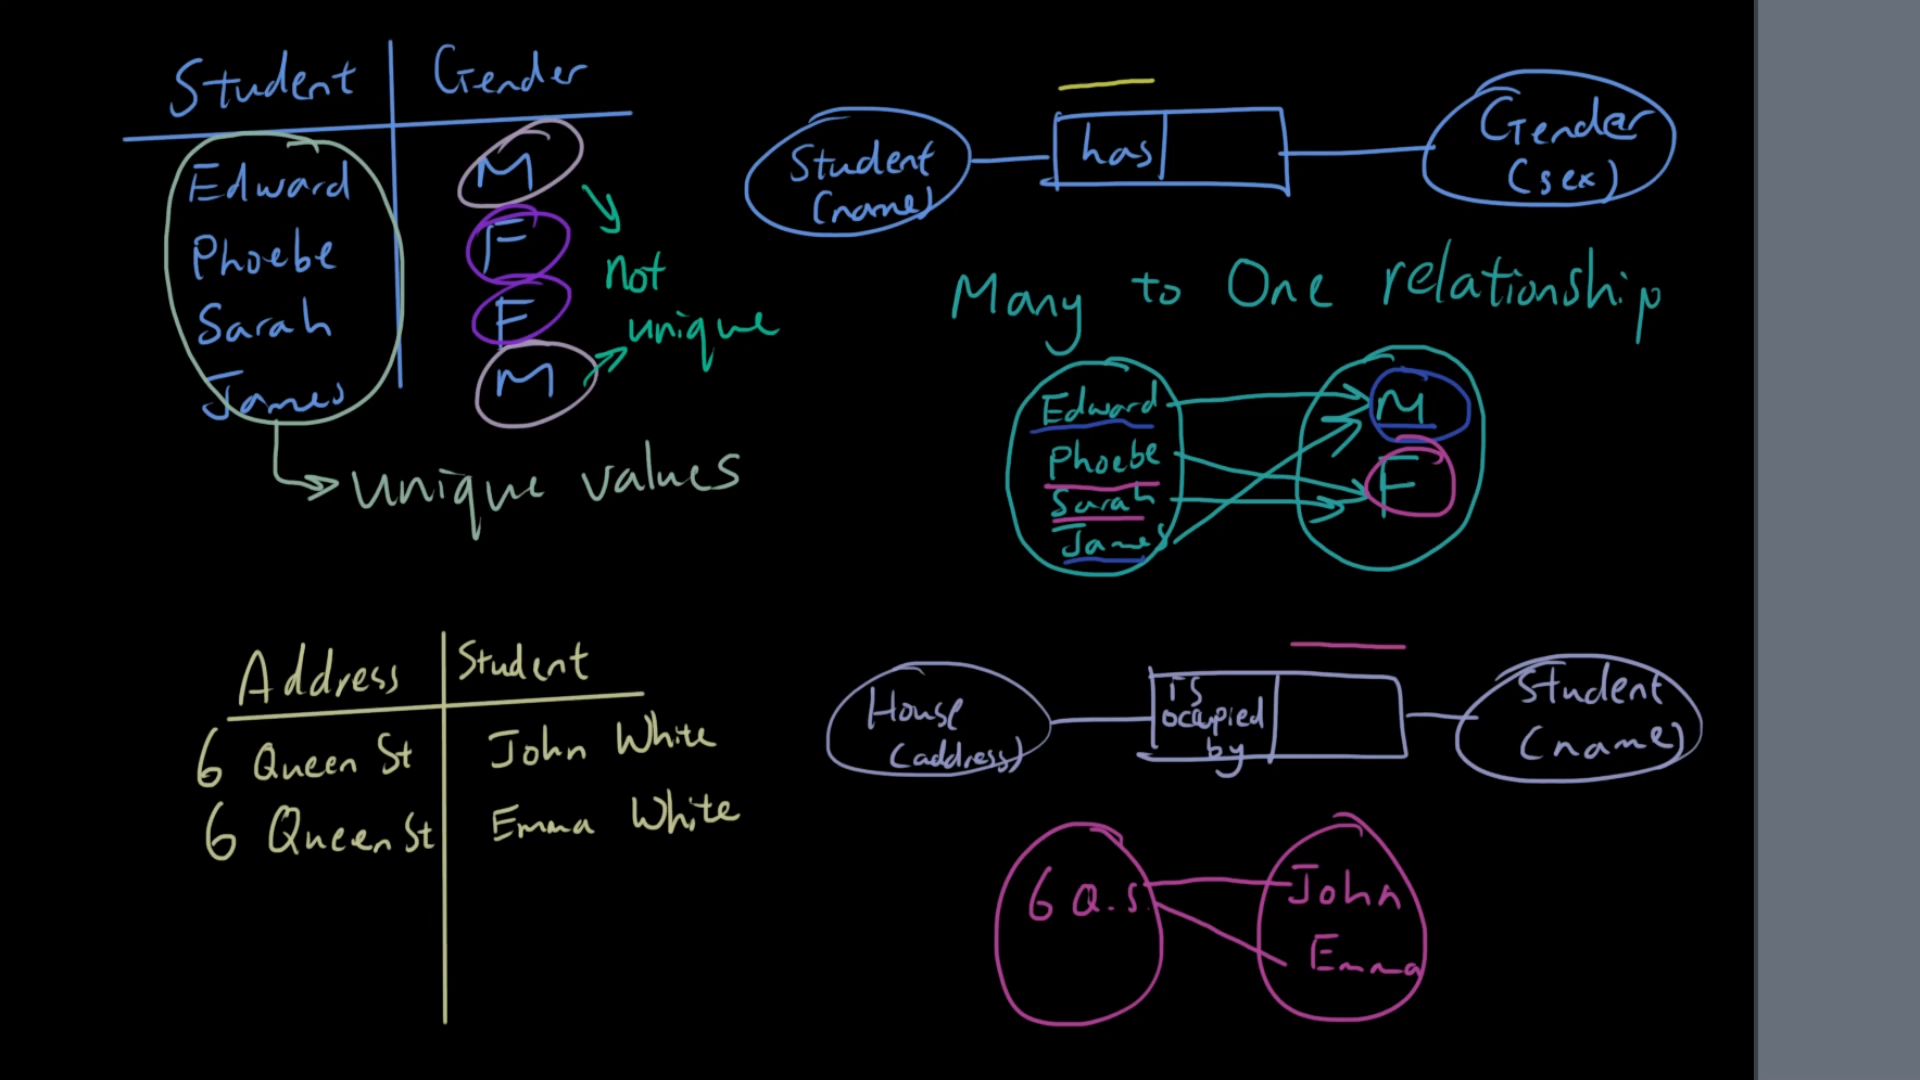 Student Gender
Edward M
Phoebe F
Sarah F
James M
not
unique
unique values
Student
(name)
has
Gender
(sex)
Many to One relationship
Edward
Phoebe
Sarah
James
M
F
Address Student
6 Queen St John White
6 Queen St Emma White
House
(address)
is
occupied
by
Student
(name)
6 Q.S.
John
Emma